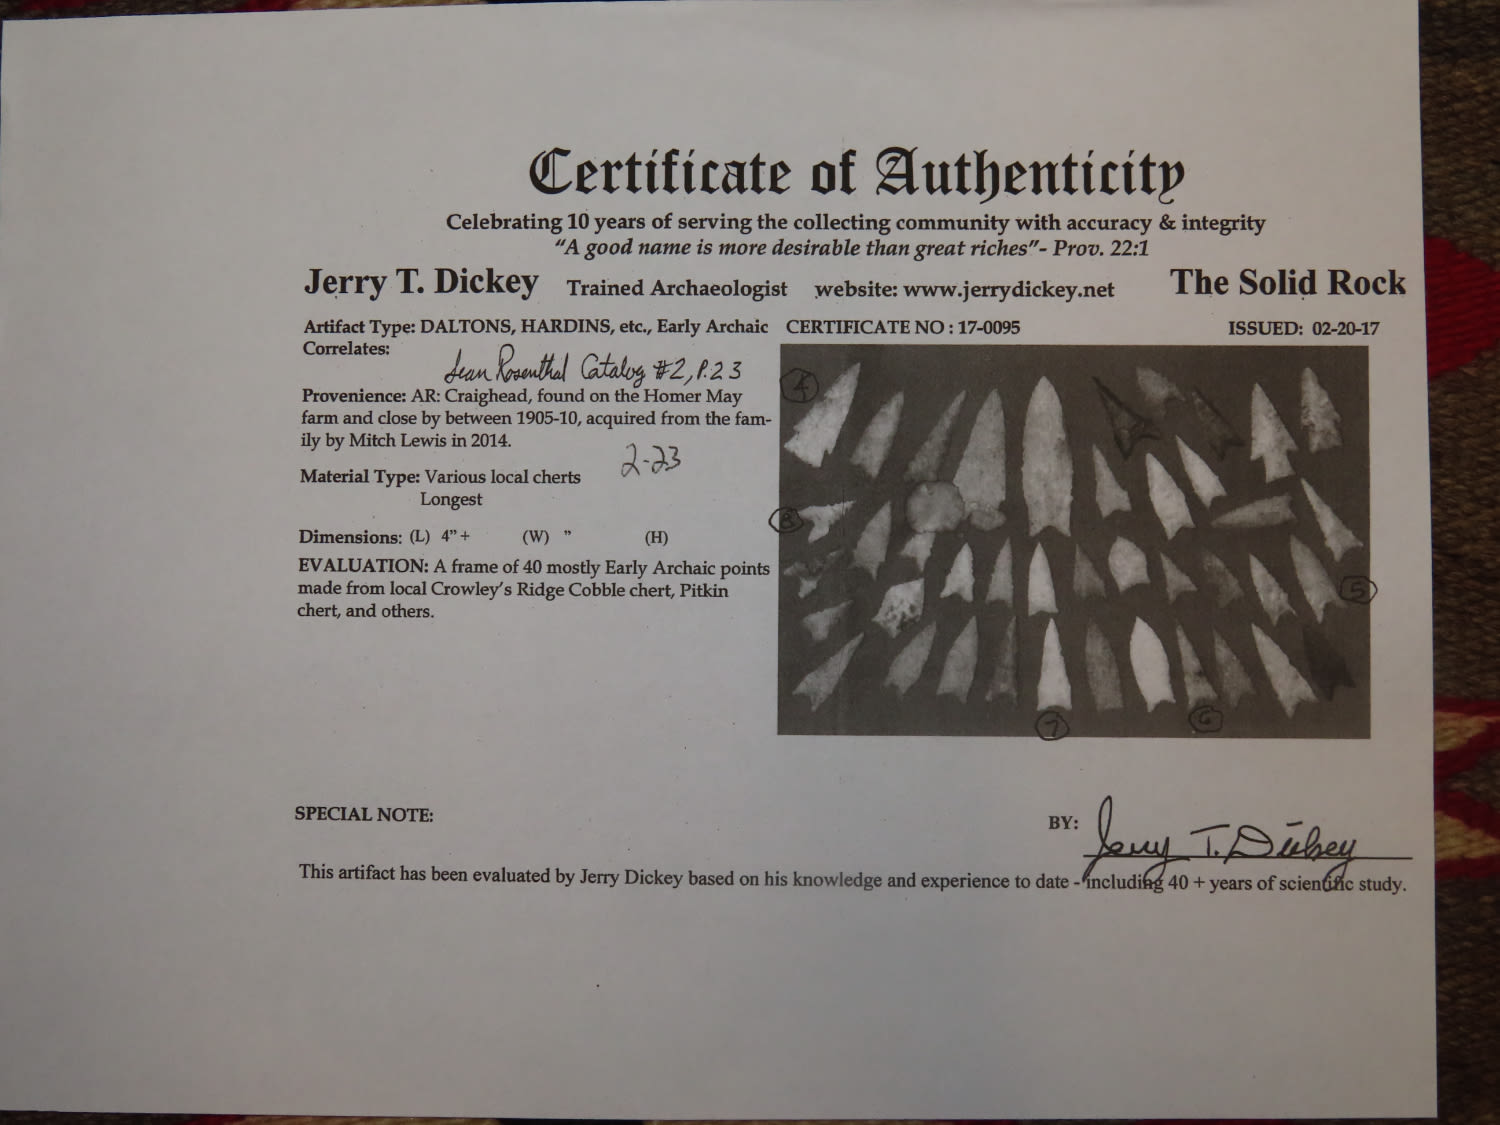 Certificate of Authenticity
Celebrating 10 years of serving the collecting community with accuracy & integrity
"A good name is more desirable than great riches"- Prov. 22:1
Jerry T. Dickey Trained Archaeologist website: www.jerrydickey.net The Solid Rock
Artifact Type: DALTONS, HARDINS, etc., Early Archaic CERTIFICATE NO : 17-0095 ISSUED: 02-20-17
Correlates:
Sean Rosenthal Catalog #2, P.23
Provenience: AR: Craighead, found on the Homer May
farm and close by between 1905-10, acquired from the fam-
ily by Mitch Lewis in 2014.
2-23
Material Type: Various local cherts
Longest
Dimensions: (L) 4"+ (W) " (H)
EVALUATION: A frame of 40 mostly Early Archaic points
made from local Crowley's Ridge Cobble chert, Pitkin
chert, and others.
4
8
5
7
6
SPECIAL NOTE:
BY: Jerry T. Dickey
This artifact has been evaluated by Jerry Dickey based on his knowledge and experience to date - including 40 + years of scientific study.